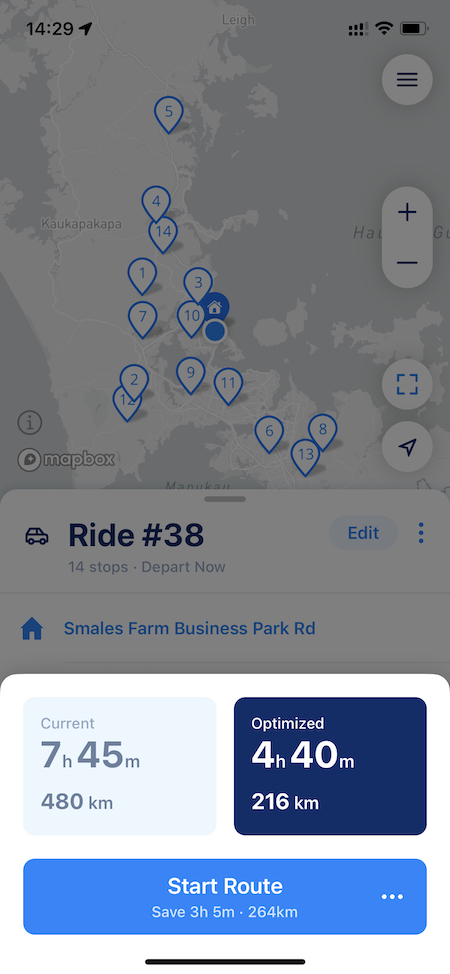 14:29
Leigh
5
4
Kaukapakapa
14
Hau Gu
1
3
7
10
9
2
11
12
6
8
13
mapbox
Manukau
Ride #38
Edit
14 stops · Depart Now
Smales Farm Business Park Rd
Current
7h 45m
480 km
Optimized
4h 40m
216 km
Start Route
Save 3h 5m · 264km